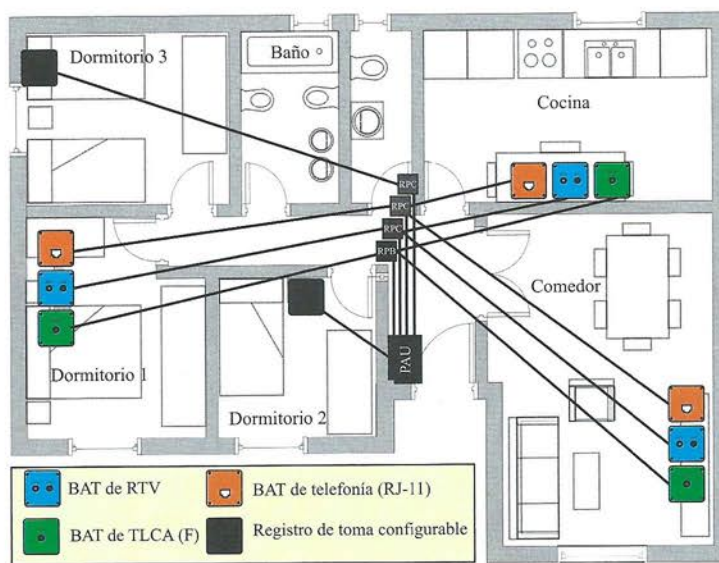 Dormitorio 3
Baño
Cocina
RPC
RPC
RPC
RPB
Comedor
PAU
Dormitorio 1
Dormitorio 2
BAT de RTV
BAT de telefonía (RJ-11)
BAT de TLCA (F)
Registro de toma configurable